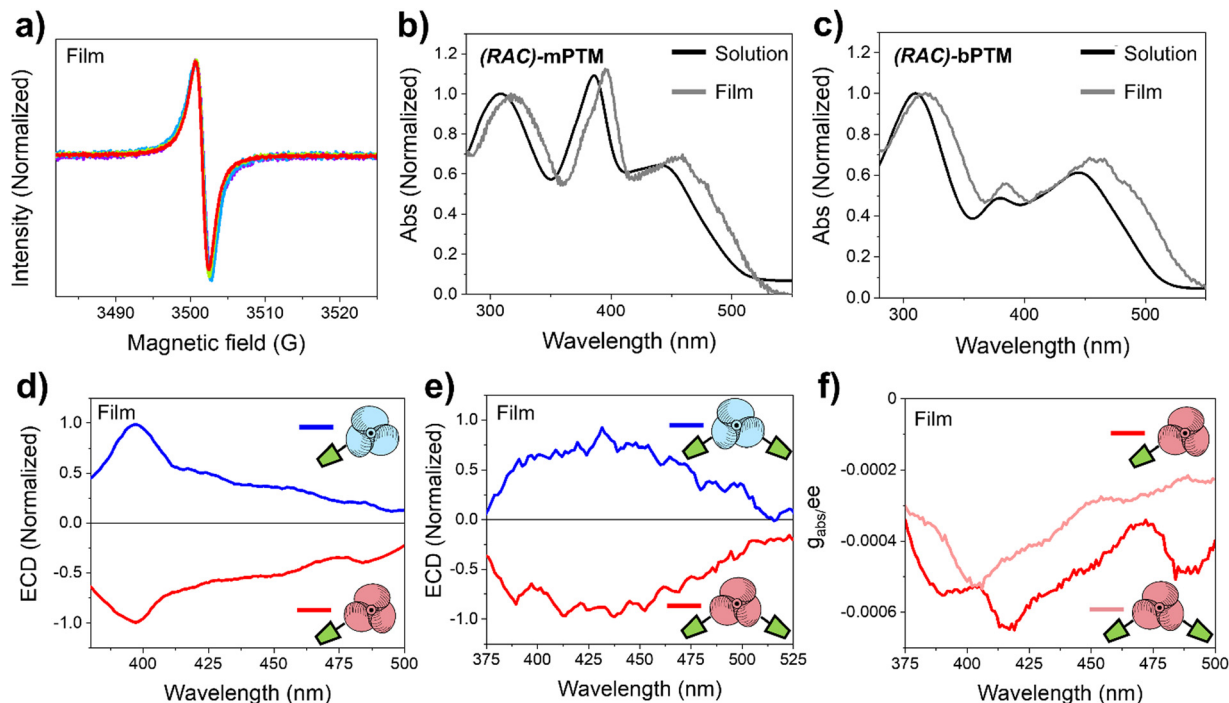 a)
Film
Intensity (Normalized)
3490 3500 3510 3520
Magnetic field (G)
b)
(RAC)-mPTM
Solution
Film
Abs (Normalized)
1.2
1.0
0.8
0.6
0.4
0.2
0.0
300 400 500
Wavelength (nm)
c)
(RAC)-bPTM
Solution
Film
Abs (Normalized)
1.2
1.0
0.8
0.6
0.4
0.2
0.0
300 400 500
Wavelength (nm)
d)
Film
ECD (Normalized)
1.0
0.5
0.0
-0.5
-1.0
400 425 450 475 500
Wavelength (nm)
e)
Film
ECD (Normalized)
1.0
0.5
0.0
-0.5
-1.0
375 400 425 450 475 500 525
Wavelength (nm)
f)
Film
gabs/ee
0
-0.0002
-0.0004
-0.0006
375 400 425 450 475 500
Wavelength (nm)